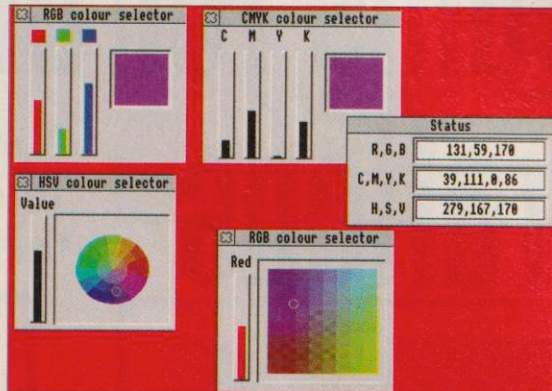 RGB colour selector
CMYK colour selector
C M Y K
Status
R,G,B 131,59,170
C,M,Y,K 39,111,0,86
H,S,V 279,167,170
HSV colour selector
Value
RGB colour selector
Red